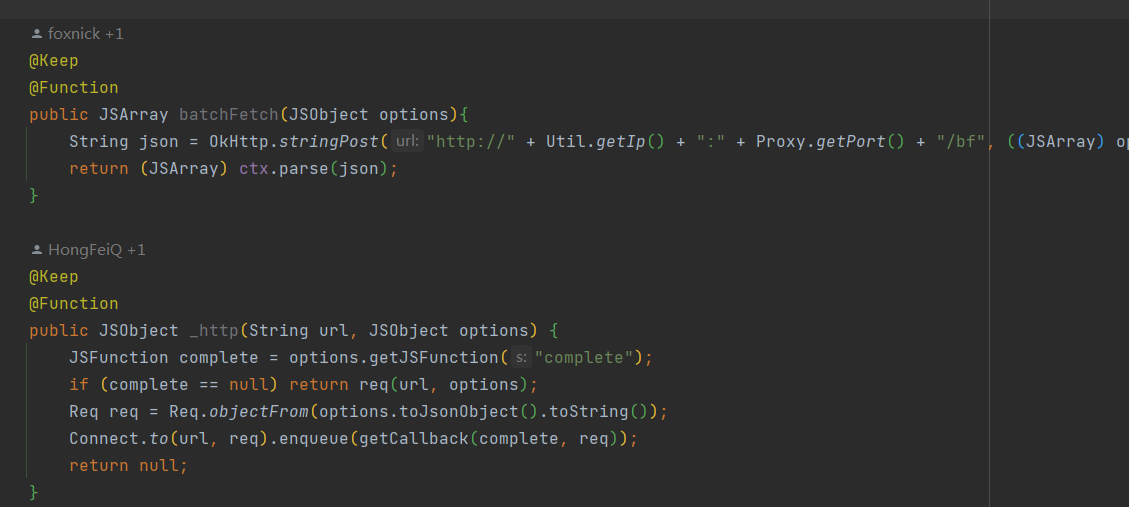 foxnick +1
@Keep
@Function
public JSArray batchFetch(JSObject options){
String json = OkHttp.stringPost( url: "http://" + Util.getIp() + ":" + Proxy.getPort() + "/bf", ((JSArray) op
return (JSArray) ctx.parse(json);
}
HongFeiQ +1
@Keep
@Function
public JSObject _http(String url, JSObject options) {
JSFunction complete = options.getJSFunction( s: "complete");
if (complete == null) return req(url, options);
Req req = Req.objectFrom(options.toJsonObject().toString());
Connect.to(url, req).enqueue(getCallback(complete, req));
return null;
}